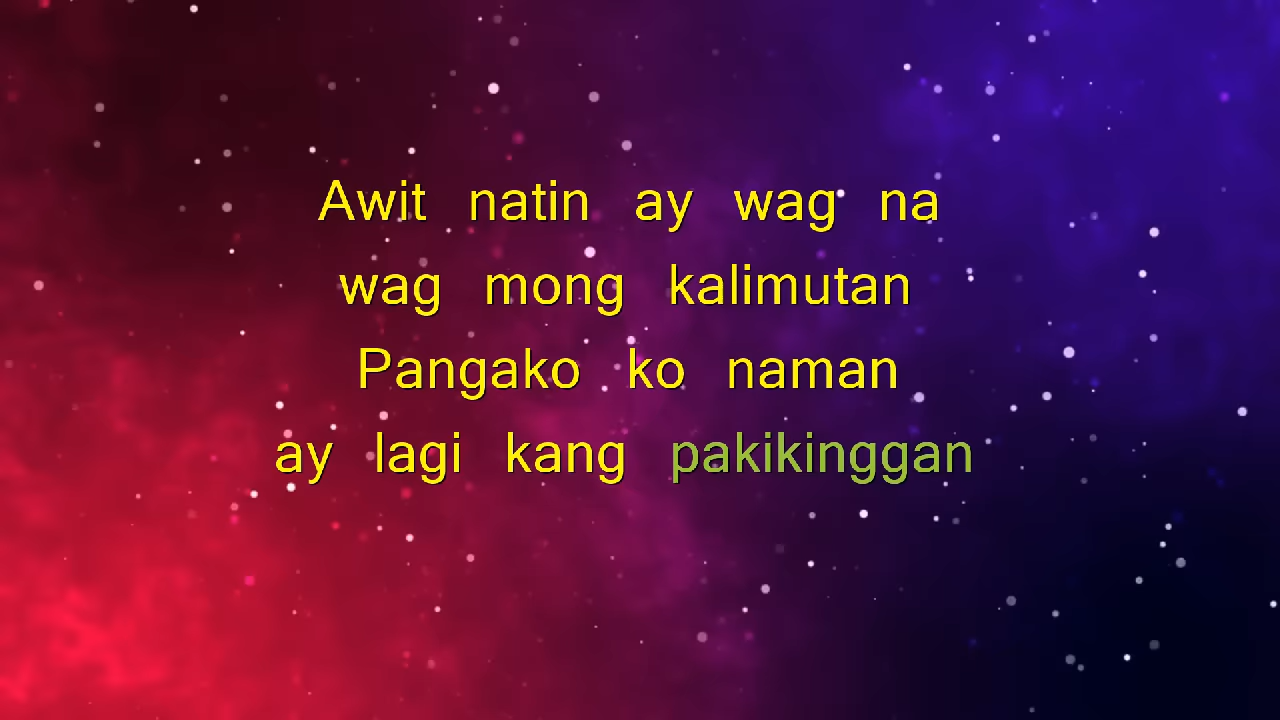 Awit natin ay wag na
wag mong kalimutan
Pangako ko naman
ay lagi kang pakikinggan